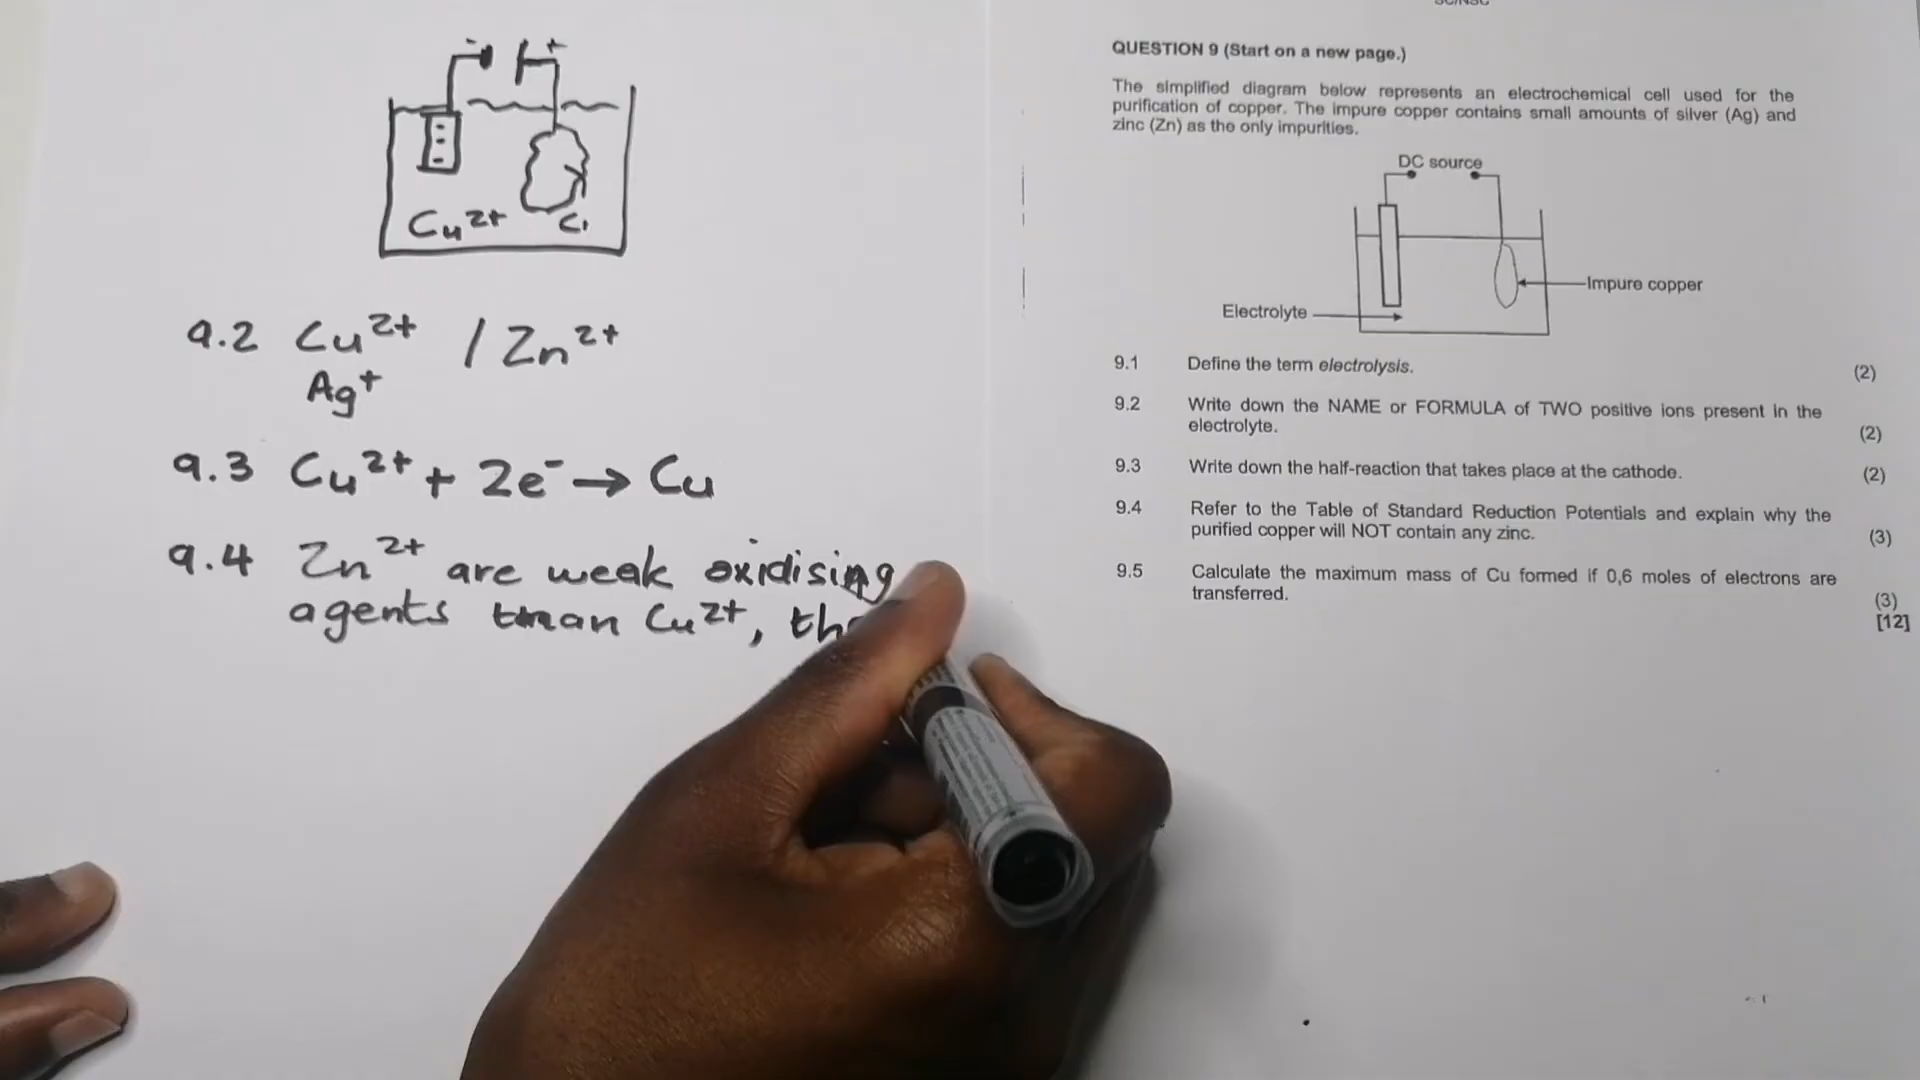 - +
Cu2+
9.2 Cu2+ / Zn2+
Ag+
9.3 Cu2+ + 2e- → Cu
9.4 Zn2+ are weak oxidising
agents than Cu2+,
QUESTION 9 (Start on a new page.)
The simplified diagram below represents an electrochemical cell used for the
purification of copper. The impure copper contains small amounts of silver (Ag) and
zinc (Zn) as the only impurities.
DC source
Impure copper
Electrolyte
9.1 Define the term electrolysis. (2)
9.2 Write down the NAME or FORMULA of TWO positive ions present in the
electrolyte. (2)
9.3 Write down the half-reaction that takes place at the cathode. (2)
9.4 Refer to the Table of Standard Reduction Potentials and explain why the
purified copper will NOT contain any zinc. (3)
9.5 Calculate the maximum mass of Cu formed if 0,6 moles of electrons are
transferred. (3)
[12]